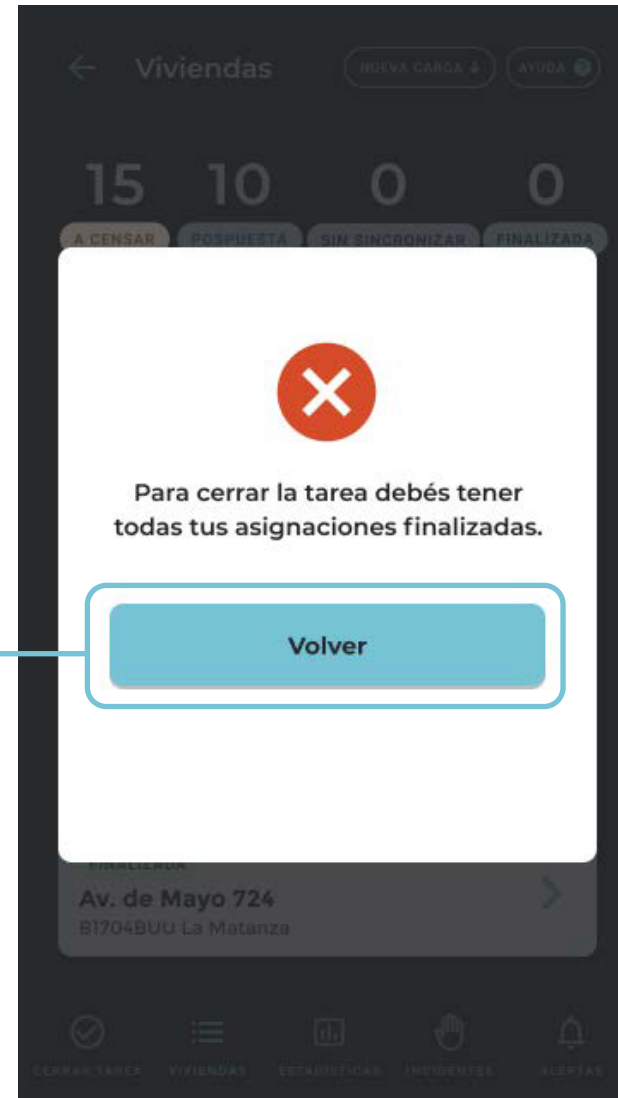 ← Viviendas NUEVA CARGA AYUDA
15 10 0 0
A CENSAR POSPUESTA SIN SINCRONIZAR FINALIZADA
Para cerrar la tarea debés tener
todas tus asignaciones finalizadas.
Volver
FINALIZADA
Av. de Mayo 724
B1704BUU La Matanza
CERRAR TAREA VIVIENDAS ESTADÍSTICAS INCIDENTES ALERTAS